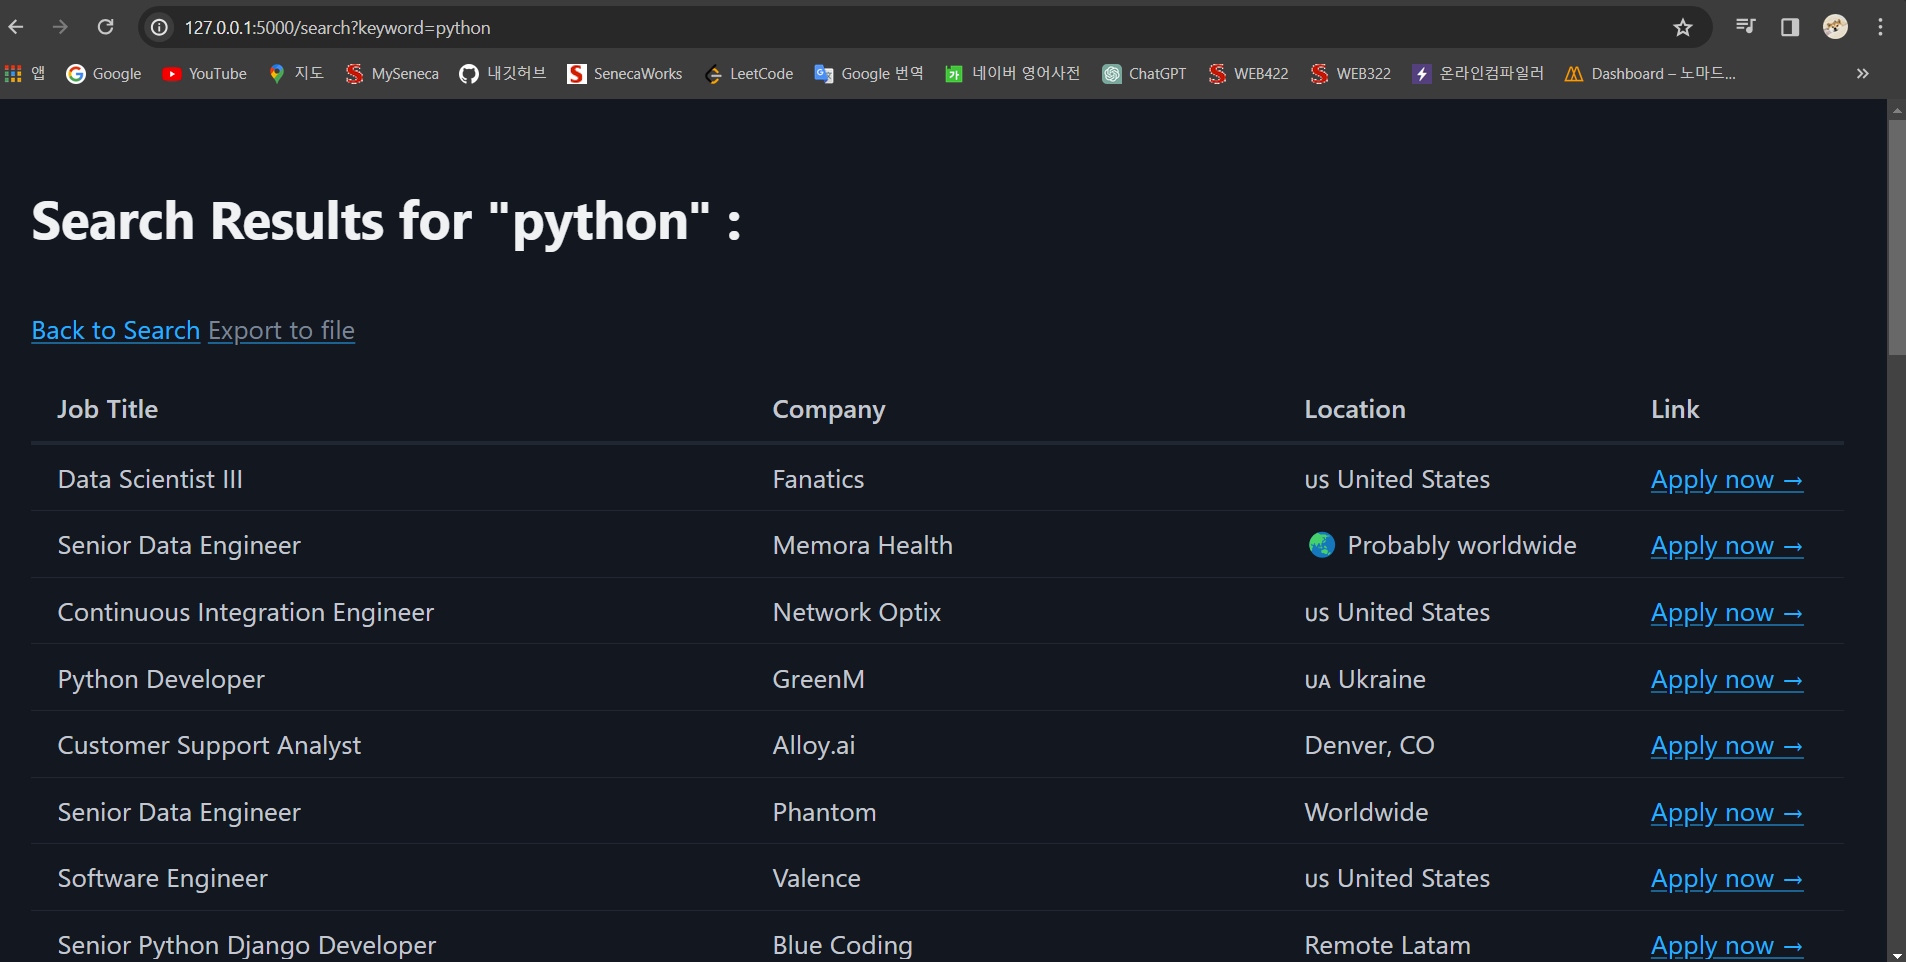 127.0.0.1:5000/search?keyword=python
앱 Google YouTube 지도 MySeneca 내깃허브 SenecaWorks LeetCode Google 번역 네이버 영어사전 ChatGPT WEB422 WEB322 온라인컴파일러 Dashboard – 노마드... »
Search Results for "python" :
Back to Search Export to file
Job Title Company Location Link
Data Scientist III Fanatics US United States Apply now →
Senior Data Engineer Memora Health 🌏 Probably worldwide Apply now →
Continuous Integration Engineer Network Optix US United States Apply now →
Python Developer GreenM UA Ukraine Apply now →
Customer Support Analyst Alloy.ai Denver, CO Apply now →
Senior Data Engineer Phantom Worldwide Apply now →
Software Engineer Valence US United States Apply now →
Senior Python Django Developer Blue Coding Remote Latam Apply now →